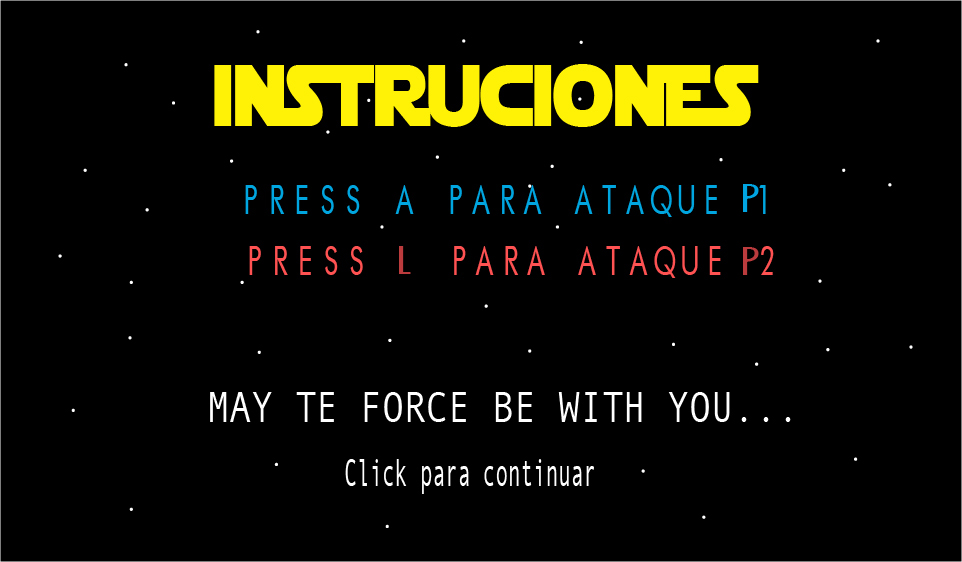 INSTRUCIONES
PRESS A PARA ATAQUE P1
PRESS L PARA ATAQUE P2
MAY TE FORCE BE WITH YOU...
Click para continuar